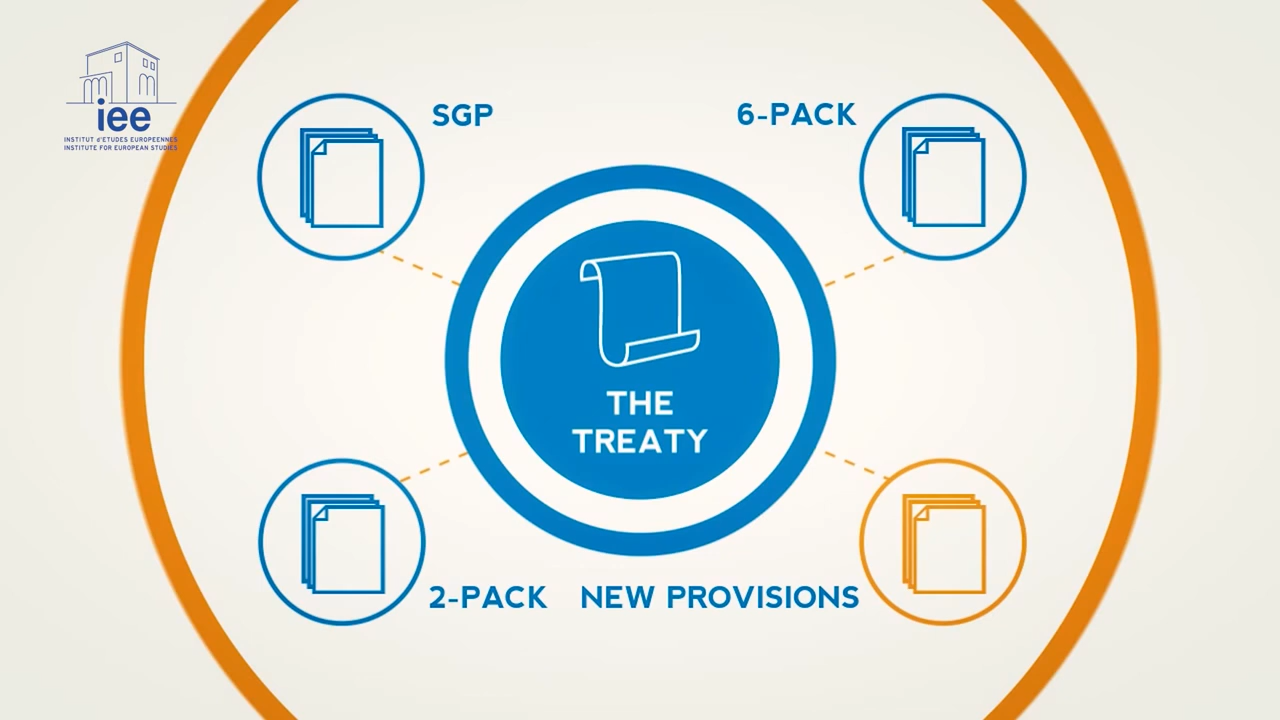 iee
INSTITUT d'ETUDES EUROPEENNES
INSTITUTE FOR EUROPEAN STUDIES
SGP
6-PACK
THE
TREATY
2-PACK
NEW PROVISIONS